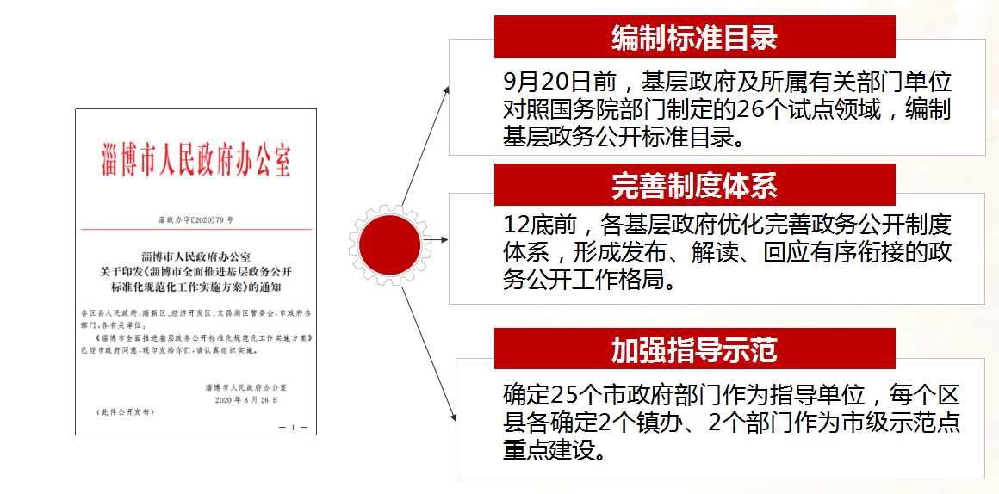 淄博市人民政府办公室
淄政办字〔2020〕79 号
淄博市人民政府办公室
关于印发《淄博市全面推进基层政务公开
标准化规范化工作实施方案》的通知
各区县人民政府，高新区、经济开发区、文昌湖区管委会，市政府各
部门，各有关单位：
《淄博市全面推进基层政务公开标准化规范化工作实施方案》
已经市政府同意，现印发给你们，请认真组织实施。
淄博市人民政府办公室
2020 年 8 月 26 日
（此件公开发布）
— 1 —
编制标准目录
9月20日前，基层政府及所属有关部门单位
对照国务院部门制定的26个试点领域，编制
基层政务公开标准目录。
完善制度体系
12底前，各基层政府优化完善政务公开制度
体系，形成发布、解读、回应有序衔接的政
务公开工作格局。
加强指导示范
确定25个市政府部门作为指导单位，每个区
县各确定2个镇办、2个部门作为市级示范点
重点建设。